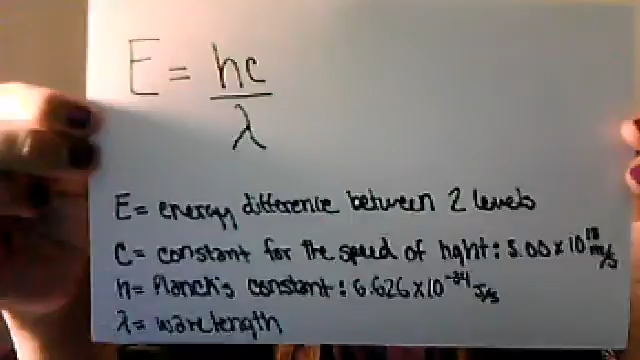 E = hc
λ
E = energy difference between 2 levels
C = constant for the speed of light: 3.00 x 10 m/s
h = Planck's constant: 6.626 x 10^-34 J/s
λ = wavelength